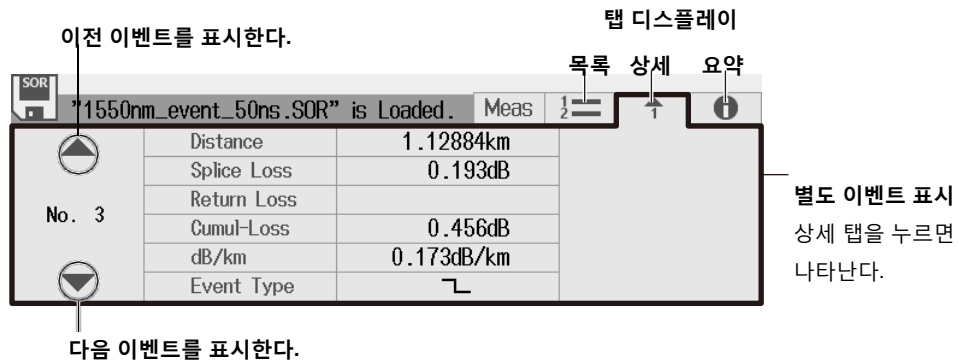 탭 디스플레이
이전 이벤트를 표시한다.
목록 상세 요약
SOR
"1550nm_event_50ns.SOR" is Loaded. Meas 1 2 1 i
Distance 1.12884km
Splice Loss 0.193dB
Return Loss
No. 3
Cumul-Loss 0.456dB
dB/km 0.173dB/km
Event Type
별도 이벤트 표시
상세 탭을 누르면
나타난다.
다음 이벤트를 표시한다.